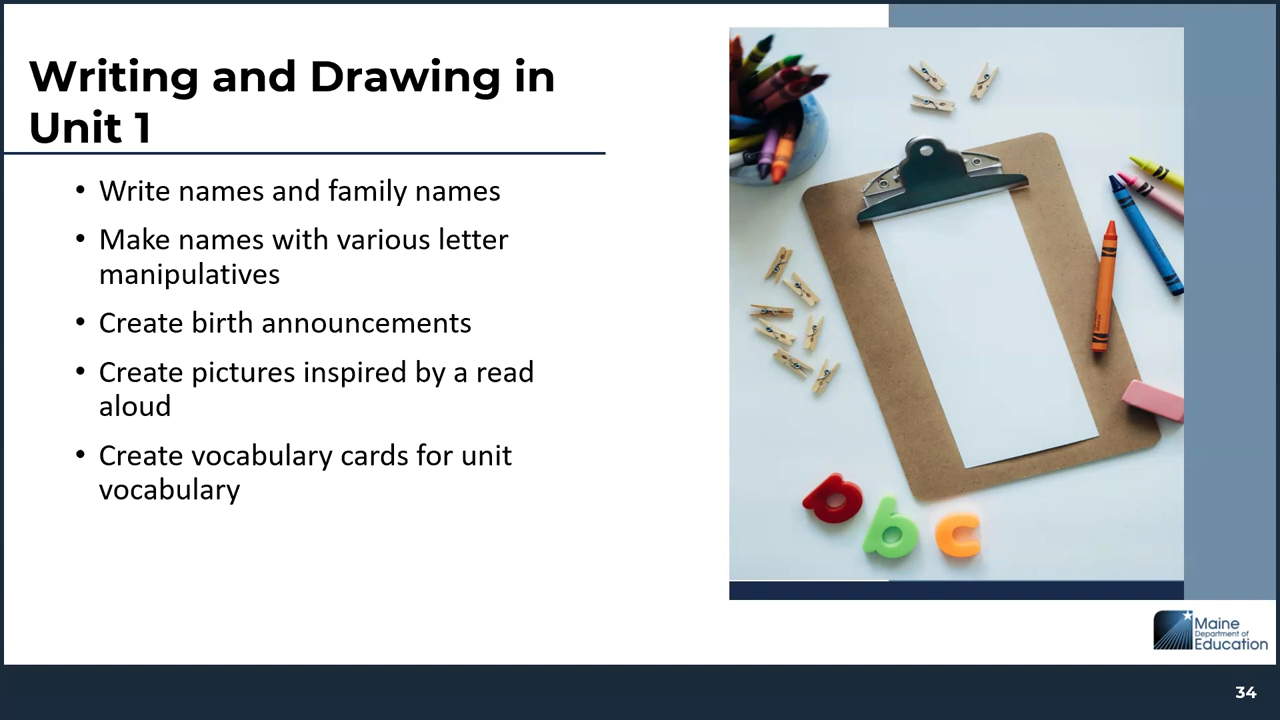 Writing and Drawing in
Unit 1
• Write names and family names
• Make names with various letter
manipulatives
• Create birth announcements
• Create pictures inspired by a read
aloud
• Create vocabulary cards for unit
vocabulary
a b c
Maine
Department of
Education
34